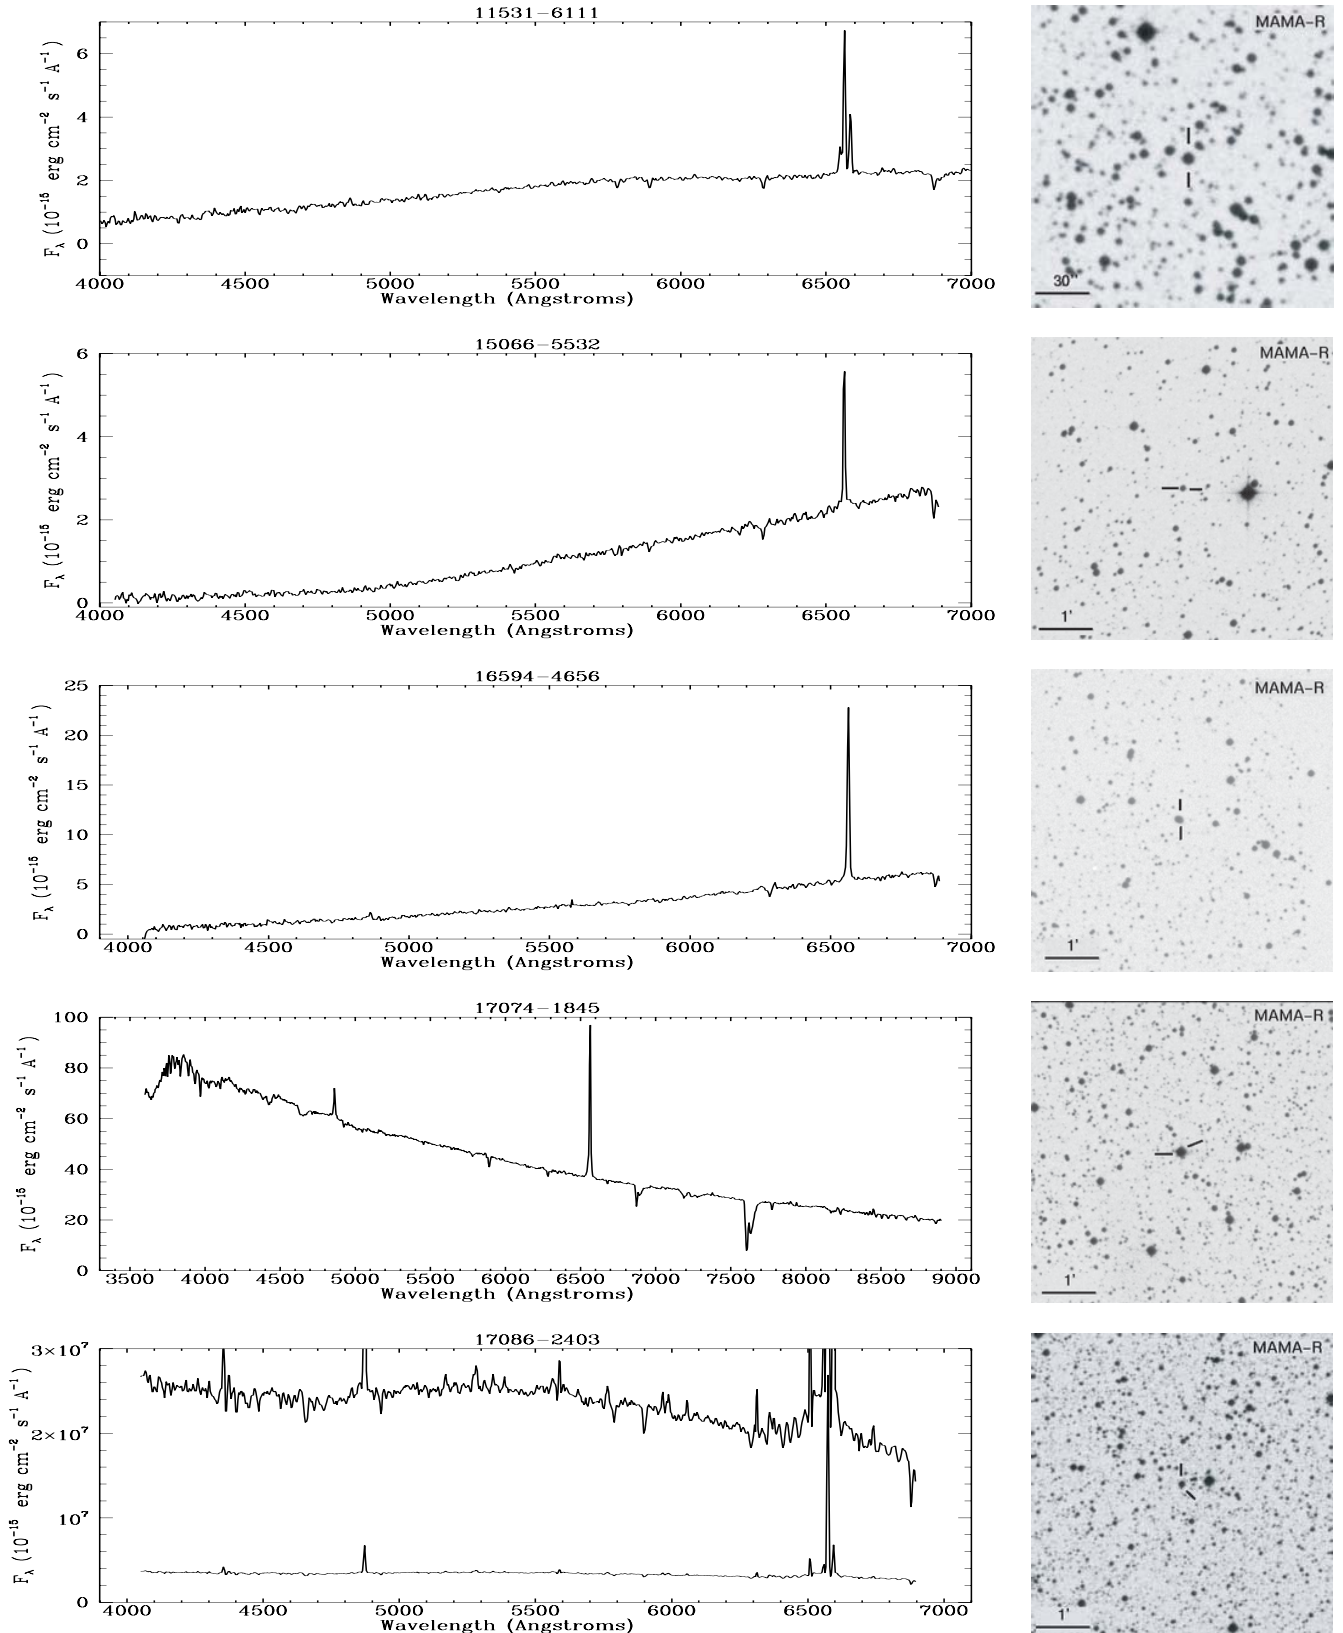 11531−6111
MAMA-R
6
4
2
0
F_λ (10^−15 erg cm^−2 s^−1 A^−1)
4000 4500 5000 5500 6000 6500 7000
Wavelength (Angstroms)
30"
15066−5532
MAMA-R
6
4
2
0
F_λ (10^−15 erg cm^−2 s^−1 A^−1)
4000 4500 5000 5500 6000 6500 7000
Wavelength (Angstroms)
1'
16594−4656
MAMA-R
25
20
15
10
5
0
F_λ (10^−15 erg cm^−2 s^−1 A^−1)
4000 4500 5000 5500 6000 6500 7000
Wavelength (Angstroms)
1'
17074−1845
MAMA-R
100
80
60
40
20
0
F_λ (10^−15 erg cm^−2 s^−1 A^−1)
3500 4000 4500 5000 5500 6000 6500 7000 7500 8000 8500 9000
Wavelength (Angstroms)
1'
17086−2403
MAMA-R
3×10^7
2×10^7
10^7
0
F_λ (10^−15 erg cm^−2 s^−1 A^−1)
4000 4500 5000 5500 6000 6500 7000
Wavelength (Angstroms)
1'